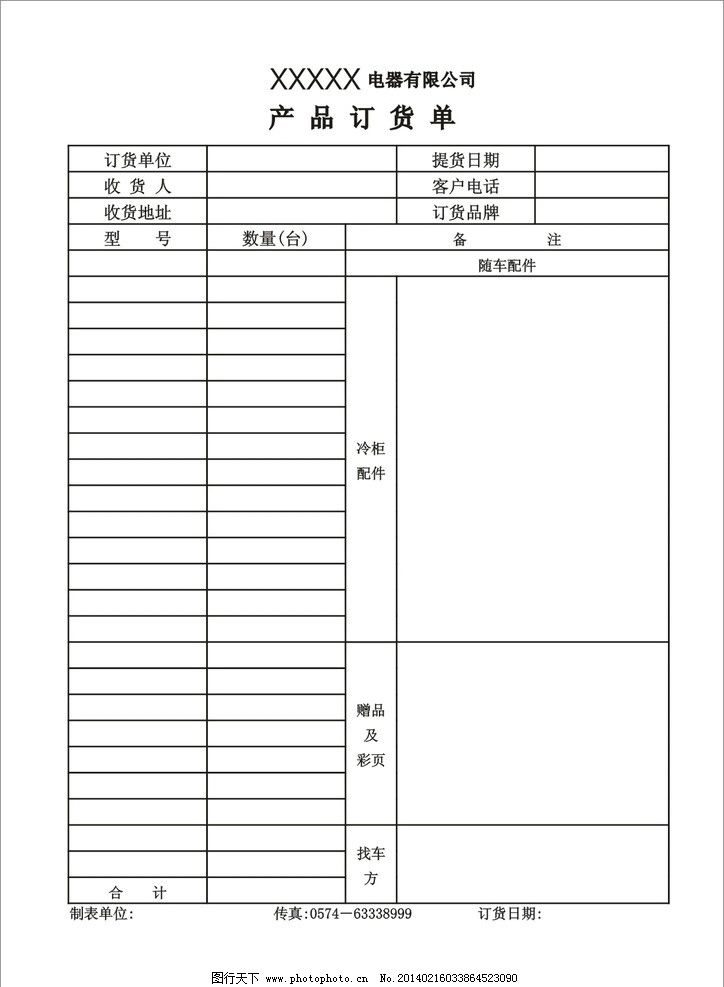 XXXXX 电器有限公司
产 品 订 货 单
订货单位 提货日期
收 货 人 客户电话
收货地址 订货品牌
型 号 数量(台) 备 注
随车配件
冷柜
配件
赠品
及
彩页
找车
方
合 计
制表单位: 传真:0574-63338999 订货日期:
图行天下 www.photophoto.cn No.20140216033864523090